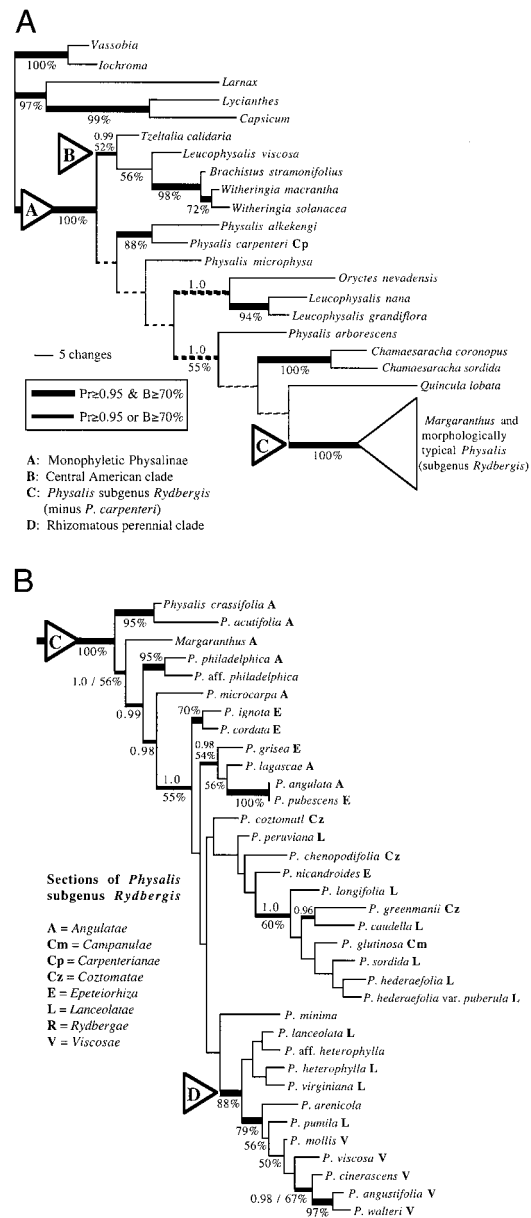 A
Vassobia
Iochroma
100%
Larnax
Lycianthes
97%
99%
Capsicum
0.99
Tzeltalia calidaria
52%
B
Leucophysalis viscosa
56%
Brachistus stramonifolius
98%
Witheringia macrantha
72%
Witheringia solanacea
A
100%
Physalis alkekengi
88%
Physalis carpenteri Cp
Physalis microphysa
Oryctes nevadensis
1.0
Leucophysalis nana
94%
Leucophysalis grandiflora
1.0
Physalis arborescens
55%
5 changes
Chamaesaracha coronopus
100%
Chamaesaracha sordida
Quincula lobata
Pr≥0.95 & B≥70%
Pr≥0.95 or B≥70%
C
100%
Margaranthus and
morphologically
typical Physalis
(subgenus Rydbergis)
A: Monophyletic Physalinae
B: Central American clade
C: Physalis subgenus Rydbergis
(minus P. carpenteri)
D: Rhizomatous perennial clade
B
Physalis crassifolia A
95%
P. acutifolia A
C
100%
Margaranthus A
1.0 / 56%
95%
P. philadelphica A
P. aff. philadelphica
0.99
P. microcarpa A
0.98
70%
P. ignota E
P. cordata E
1.0
55%
0.98
54%
P. grisea E
P. lagascae A
56%
P. angulata A
100%
P. pubescens E
P. coztomatl Cz
P. peruviana L
P. chenopodifolia Cz
P. nicandroides E
P. longifolia L
1.0
60%
0.96
P. greenmanii Cz
P. caudella L
P. glutinosa Cm
P. sordida L
P. hederaefolia L
P. hederaefolia var. puberula L
Sections of Physalis
subgenus Rydbergis
A = Angulatae
Cm = Campanulae
Cp = Carpenterianae
Cz = Coztomatae
E = Epeteiorhiza
L = Lanceolatae
R = Rydbergae
V = Viscosae
P. minima
P. lanceolata L
P. aff. heterophylla
P. heterophylla L
P. virginiana L
D
88%
P. arenicola
79%
P. pumila L
56%
P. mollis V
50%
P. viscosa V
P. cinerascens V
0.98 / 67%
P. angustifolia V
97%
P. walteri V